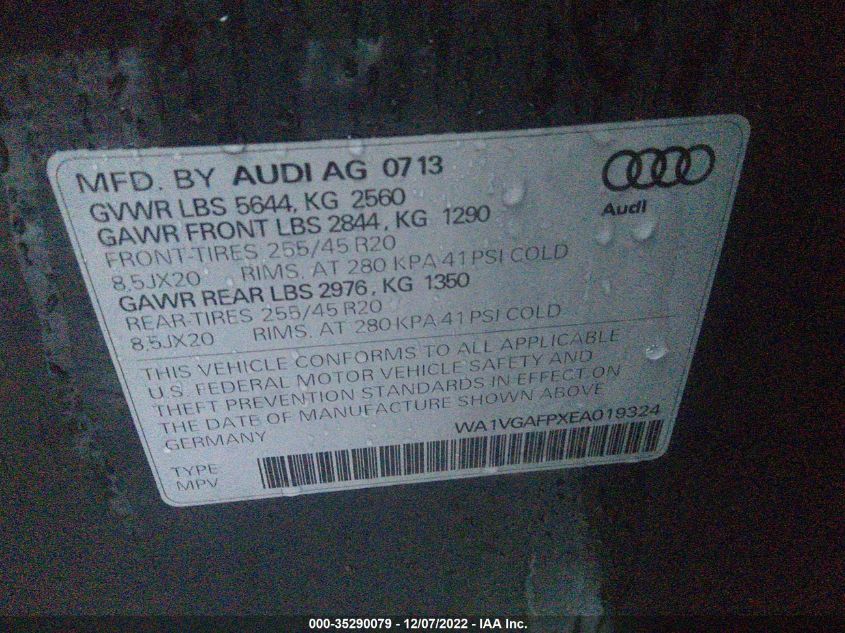 MFD. BY AUDI AG 0713
GVWR LBS 5644, KG 2560
GAWR FRONT LBS 2844, KG 1290
FRONT-TIRES 255/45 R20
8,5JX20 RIMS. AT 280 KPA 41 PSI COLD
GAWR REAR LBS 2976, KG 1350
REAR-TIRES 255/45 R20
8,5JX20 RIMS. AT 280 KPA 41 PSI COLD
Audi
THIS VEHICLE CONFORMS TO ALL APPLICABLE
U.S. FEDERAL MOTOR VEHICLE SAFETY AND
THEFT PREVENTION STANDARDS IN EFFECT ON
THE DATE OF MANUFACTURE SHOWN ABOVE
GERMANY
WA1VGAFPXEA019324
TYPE
MPV
000-35290079 - 12/07/2022 - IAA Inc.